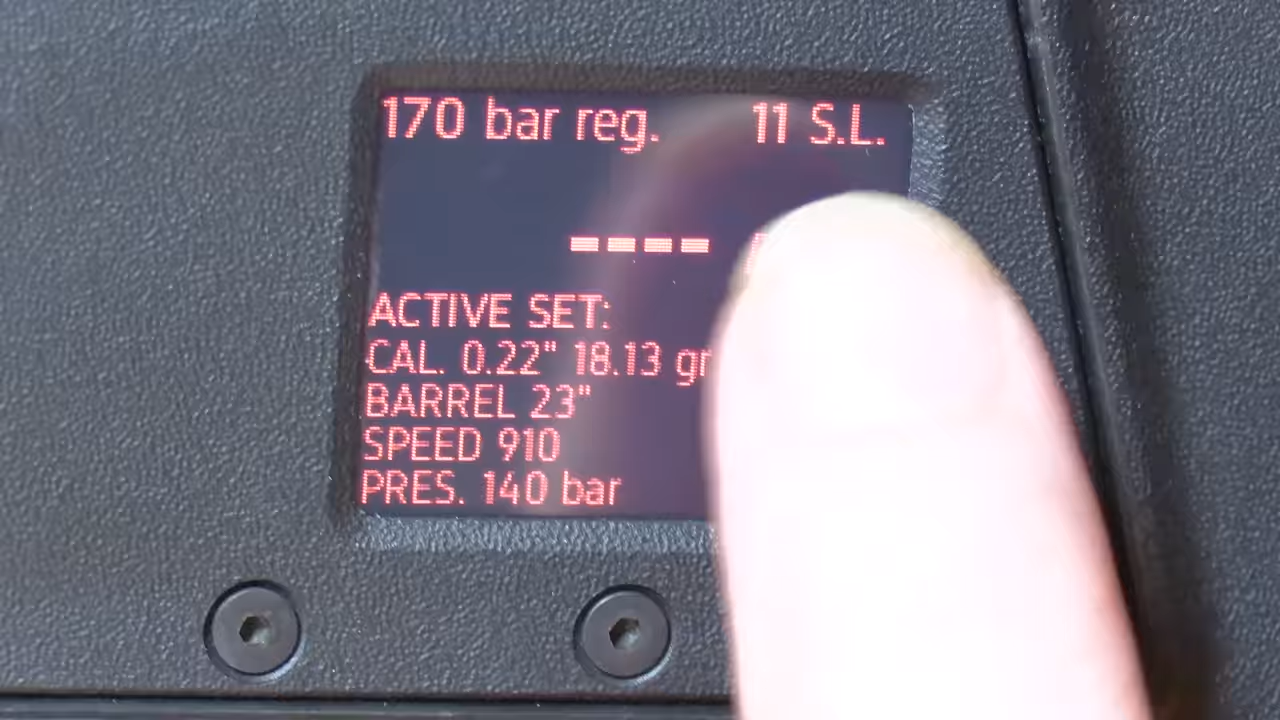 170 bar reg. 11 S.L.
----
ACTIVE SET:
CAL. 0.22" 18.13 gr
BARREL 23"
SPEED 910
PRES. 140 bar